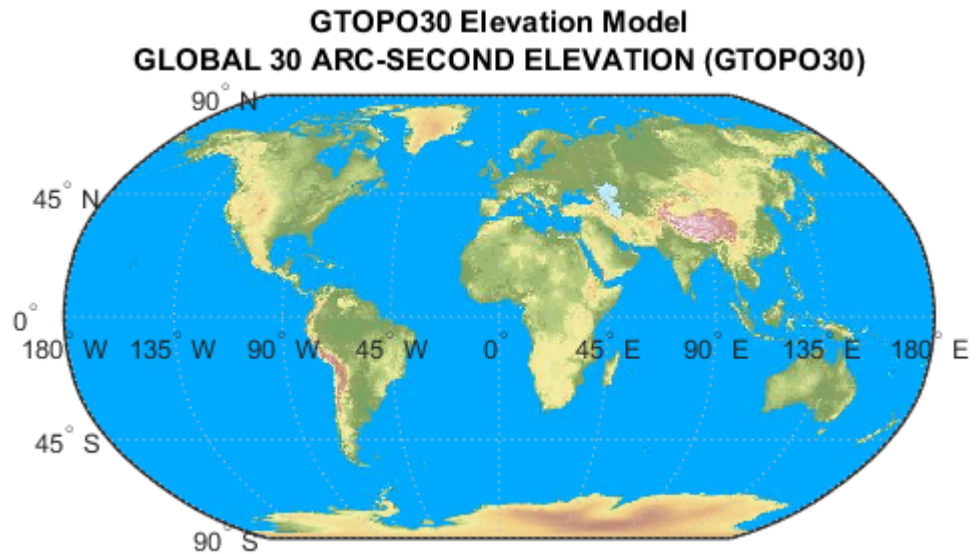 GTOPO30 Elevation Model
GLOBAL 30 ARC-SECOND ELEVATION (GTOPO30)
90° N
45° N
0°
180° W 135° W 90° W 45° W 0° 45° E 90° E 135° E 180° E
45° S
90° S